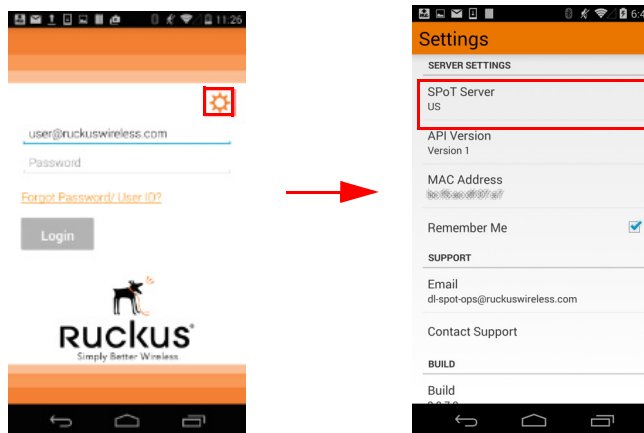 11:26
user@ruckuswireless.com
Password
Forgot Password/ User ID?
Login
Ruckus
Simply Better Wireless.
Settings
SERVER SETTINGS
SPoT Server
US
API Version
Version 1
MAC Address
Remember Me
SUPPORT
Email
dl-spot-ops@ruckuswireless.com
Contact Support
BUILD
Build